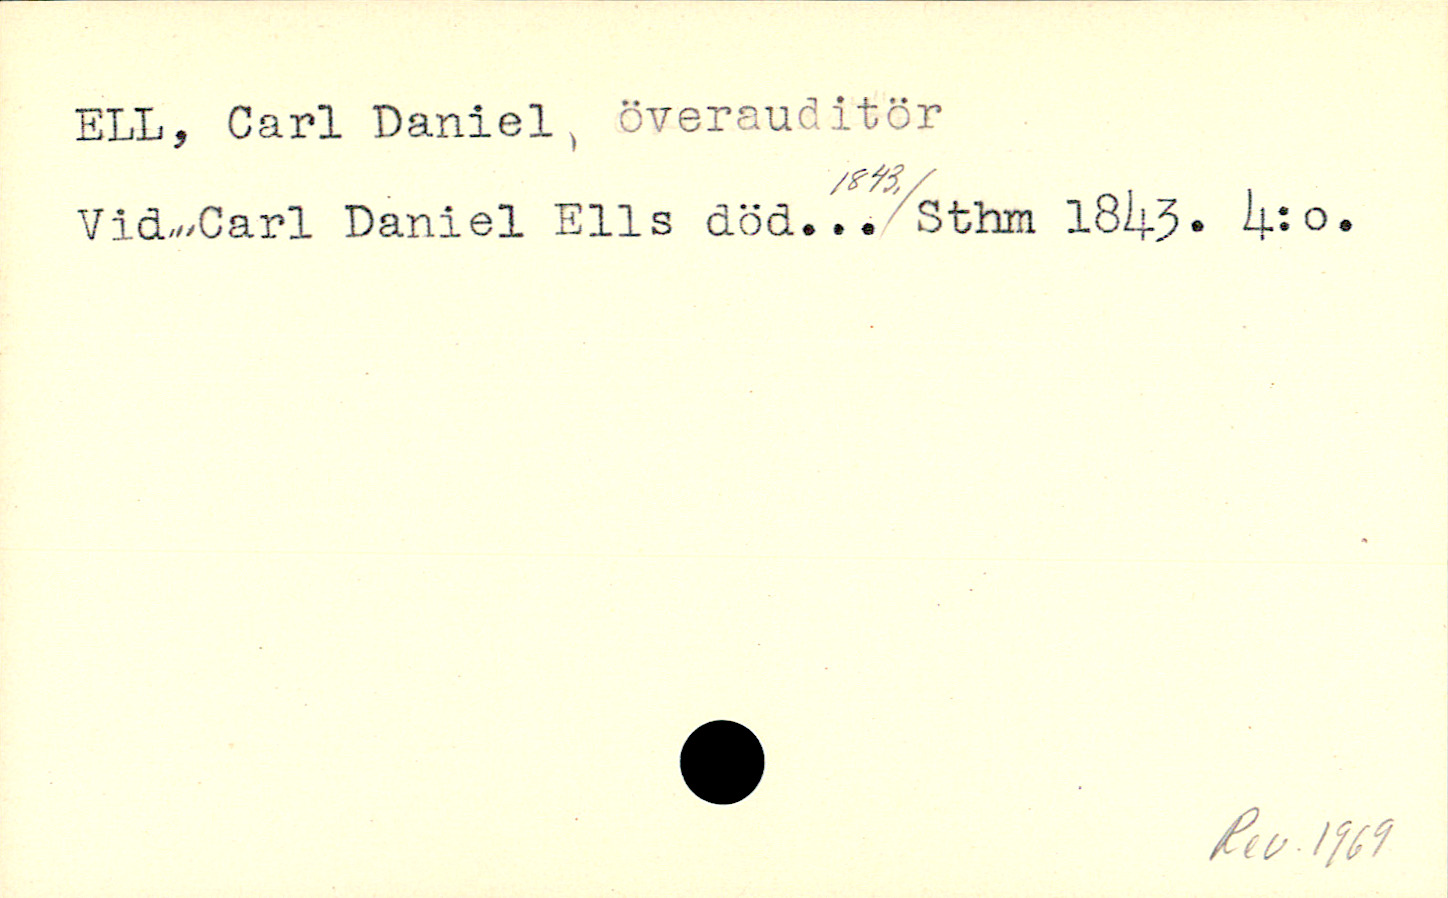 ELL, Carl Daniel, överauditör
Vid...Carl Daniel Ells död... 1843./ Sthm 1843. 4:o.
Rev. 1969